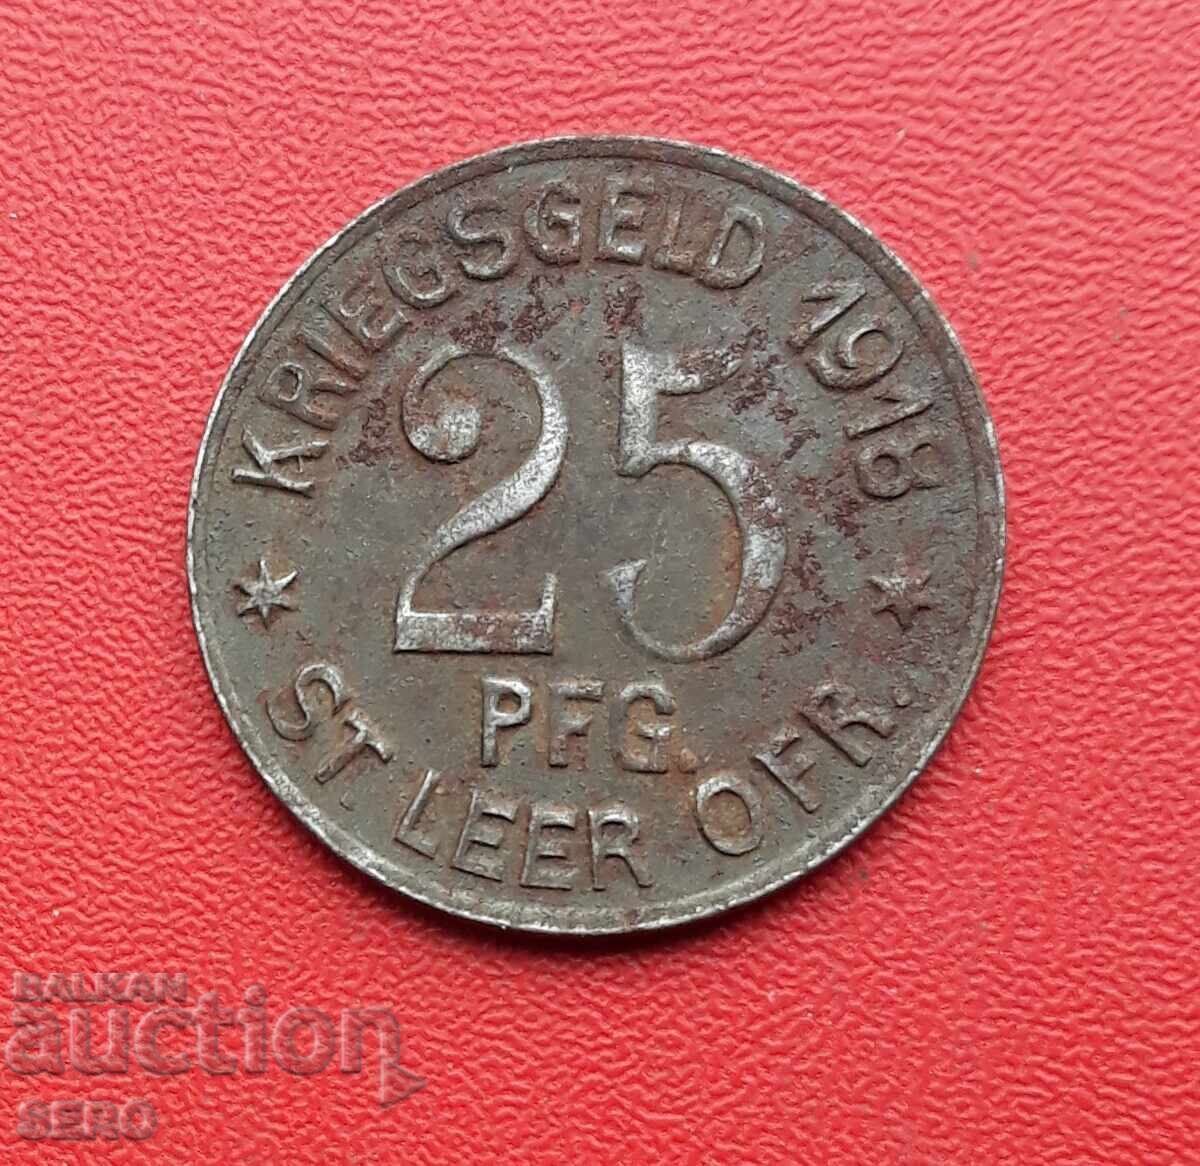 KRIEGSGELD 1918
25
PFG.
* ST. LEER OFR. *
BALKAN
auction
SERO